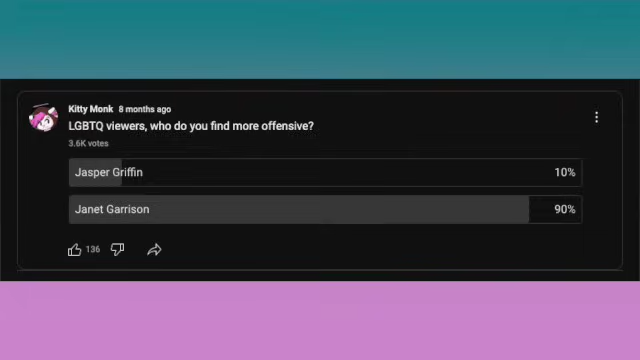 Kitty Monk 8 months ago
LGBTQ viewers, who do you find more offensive?
3.6K votes
Jasper Griffin 10%
Janet Garrison 90%
136